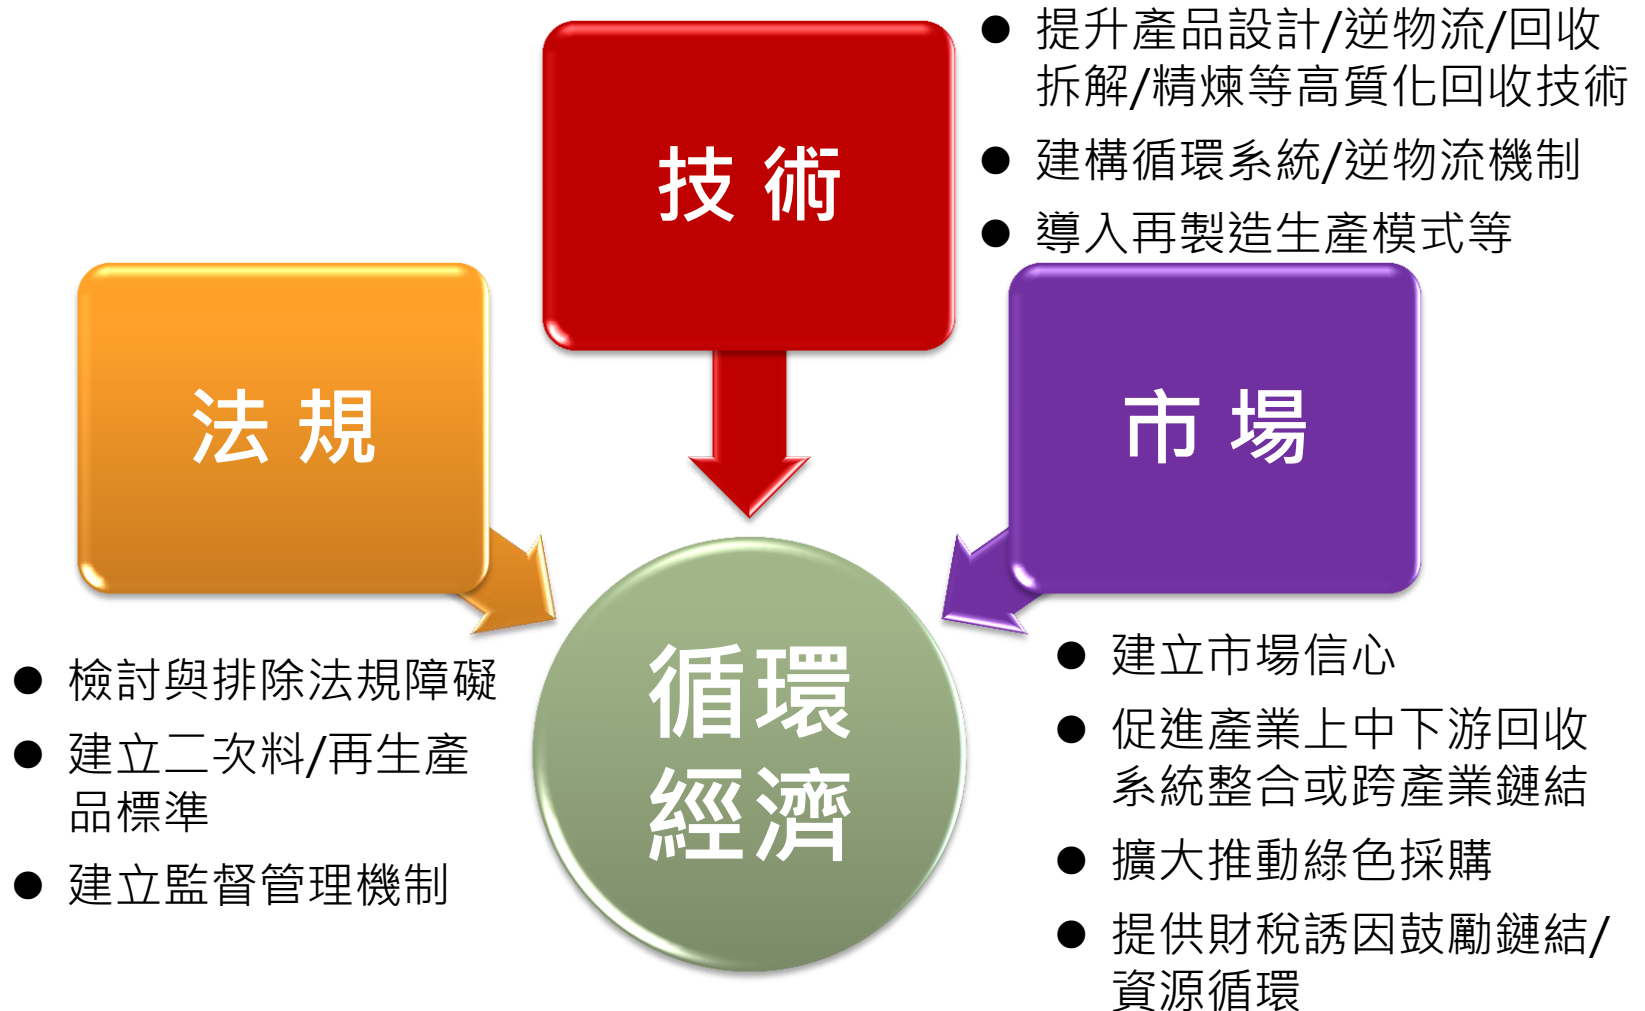 技術
● 提升產品設計/逆物流/回收
拆解/精煉等高質化回收技術
● 建構循環系統/逆物流機制
● 導入再製造生產模式等
法規
● 檢討與排除法規障礙
● 建立二次料/再生產
品標準
● 建立監督管理機制
市場
● 建立市場信心
● 促進產業上中下游回收
系統整合或跨產業鏈結
● 擴大推動綠色採購
● 提供財稅誘因鼓勵鏈結/
資源循環
循環
經濟